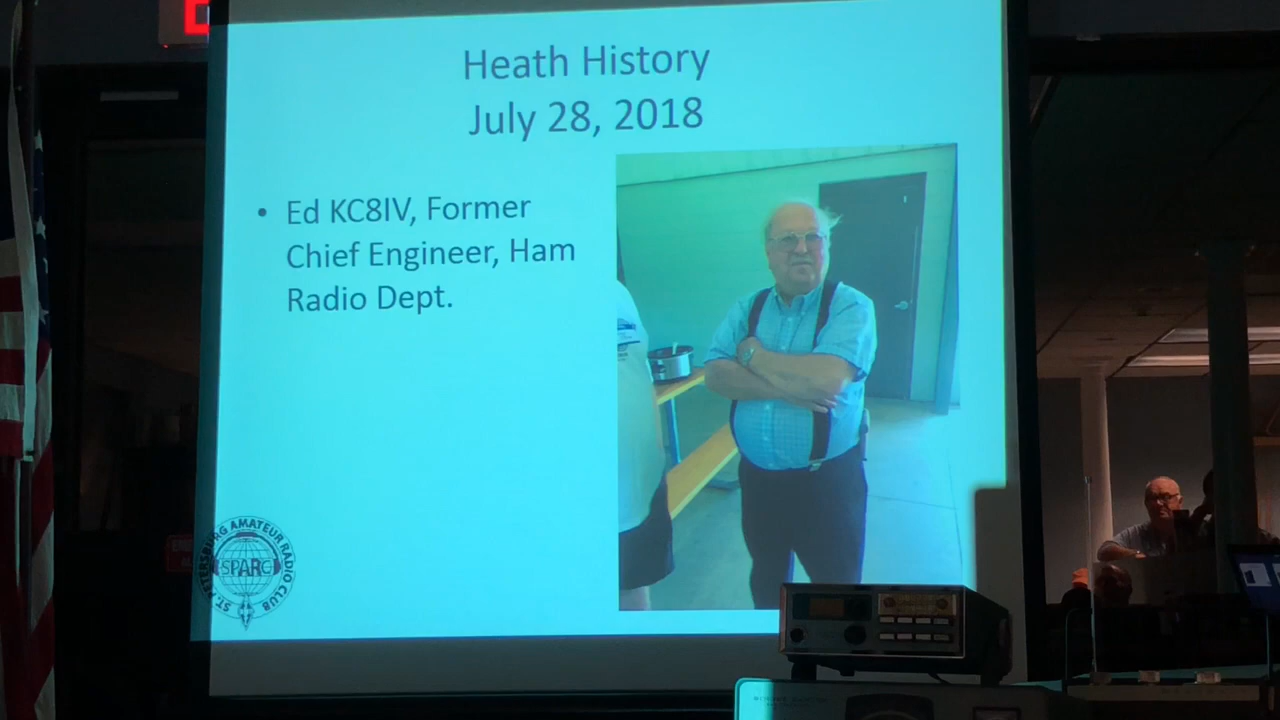 Heath History
July 28, 2018
• Ed KC8IV, Former
Chief Engineer, Ham
Radio Dept.
ST. PETERSBURG AMATEUR RADIO CLUB
SPARC